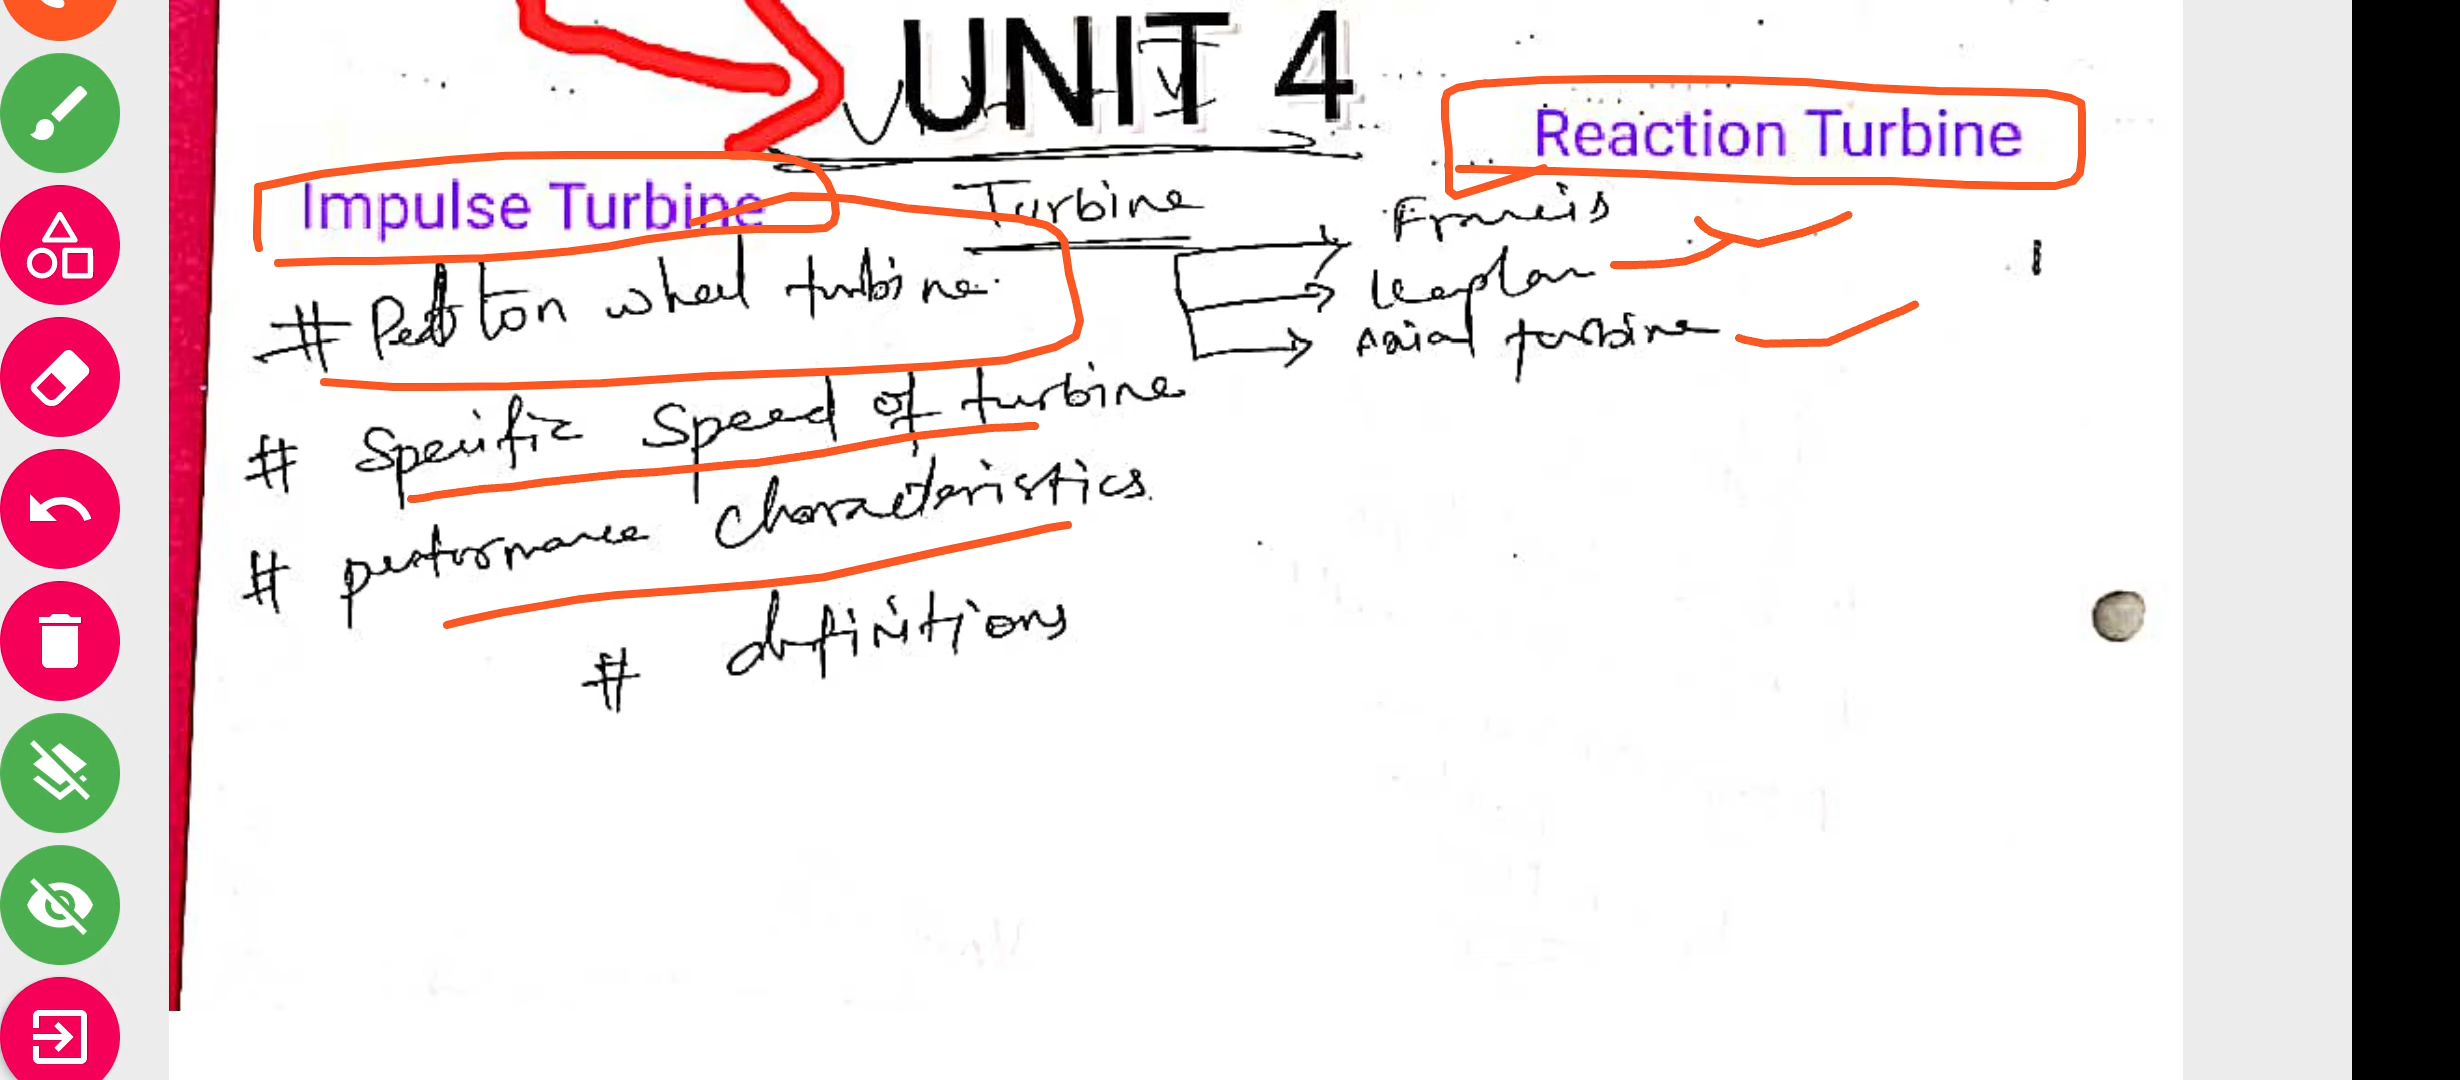 UNIT 4
Reaction Turbine
Impulse Turbine
Turbine
Francis
Kaplan
Axial turbine
# Pelton wheel turbine.
# Specific Speed of turbine
# performance characteristics.
# definitions